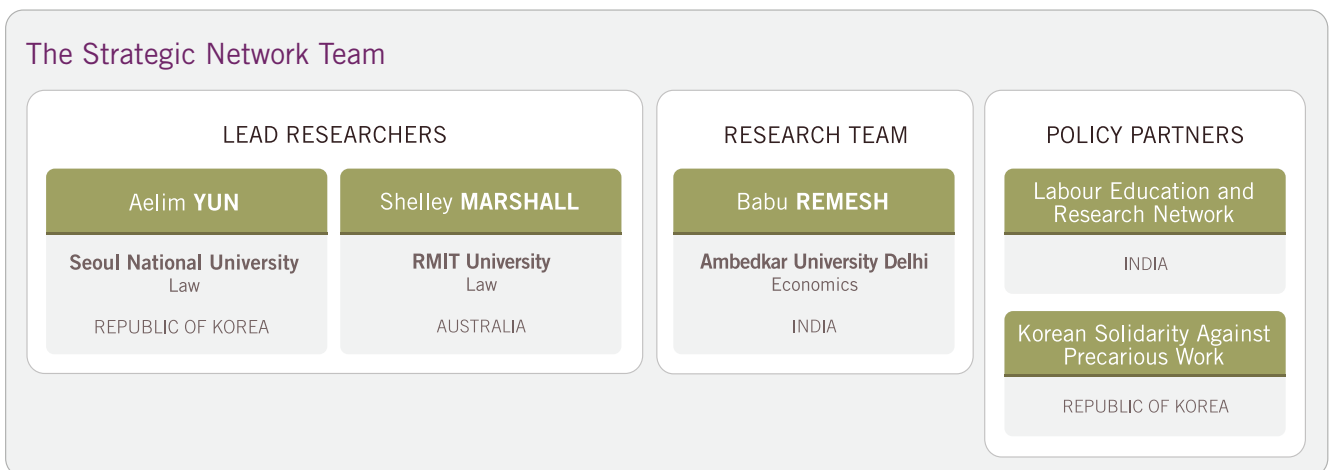 The Strategic Network Team
LEAD RESEARCHERS
Aelim YUN
Seoul National University
Law
REPUBLIC OF KOREA
Shelley MARSHALL
RMIT University
Law
AUSTRALIA
RESEARCH TEAM
Babu REMESH
Ambedkar University Delhi
Economics
INDIA
POLICY PARTNERS
Labour Education and
Research Network
INDIA
Korean Solidarity Against
Precarious Work
REPUBLIC OF KOREA